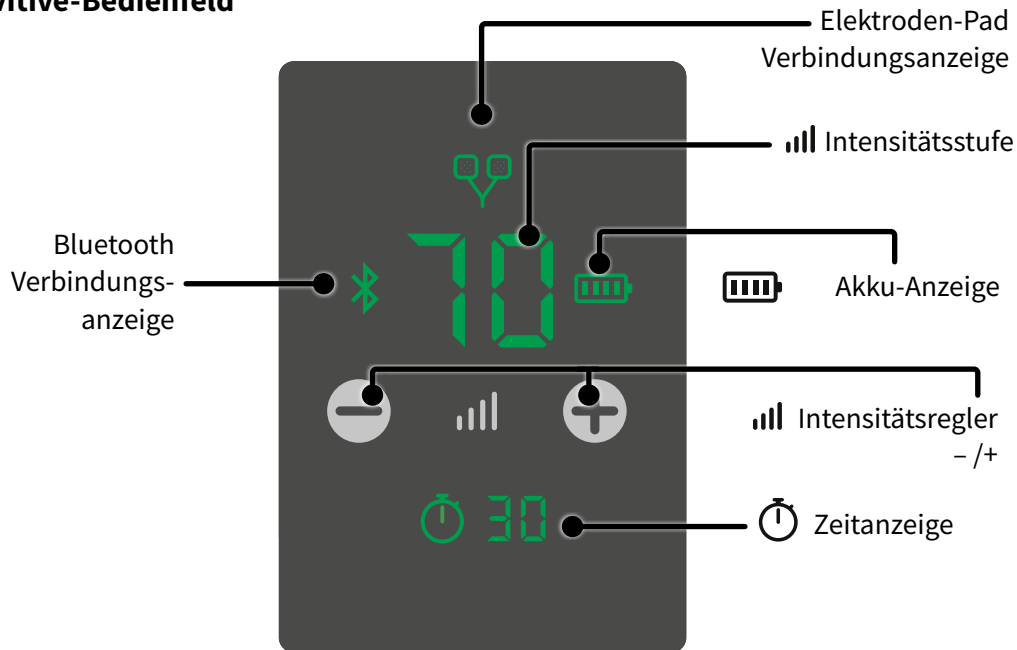 Elektroden-Pad
Verbindungsanzeige
Intensitätsstufe
Bluetooth
Verbindungs-
anzeige
70
Akku-Anzeige
Intensitätsregler
– /+
30
Zeitanzeige